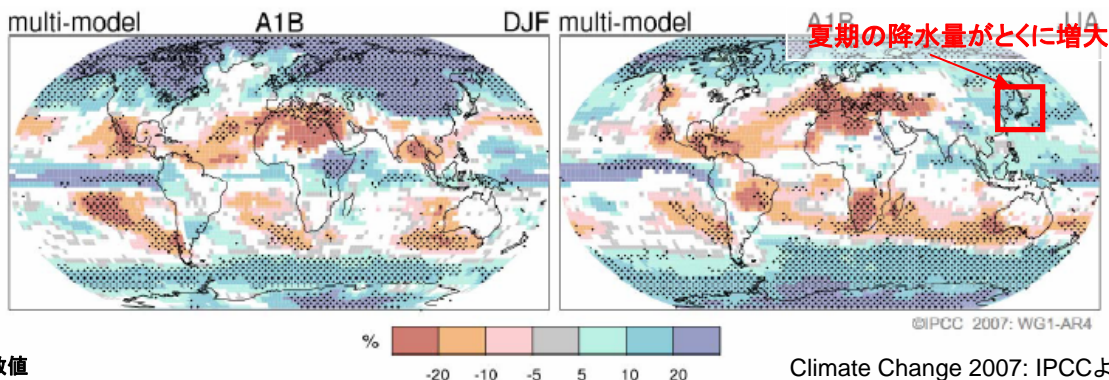 multi-model A1B DJF
multi-model A1B JJA
夏期の降水量がとくに増大
©IPCC 2007: WG1-AR4
%
-20 -10 -5 5 10 20
数値
Climate Change 2007: IPCCよ